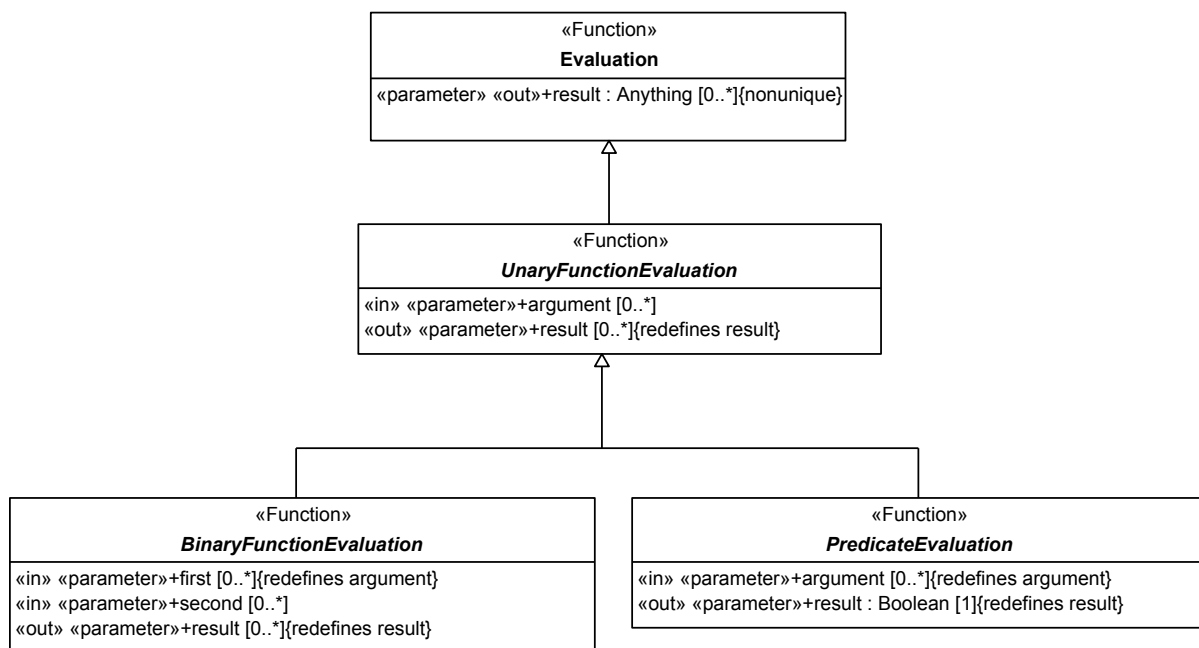 «Function»
Evaluation
«parameter» «out»+result : Anything [0..*]{nonunique}
«Function»
UnaryFunctionEvaluation
«in» «parameter»+argument [0..*]
«out» «parameter»+result [0..*]{redefines result}
«Function»
BinaryFunctionEvaluation
«in» «parameter»+first [0..*]{redefines argument}
«in» «parameter»+second [0..*]
«out» «parameter»+result [0..*]{redefines result}
«Function»
PredicateEvaluation
«in» «parameter»+argument [0..*]{redefines argument}
«out» «parameter»+result : Boolean [1]{redefines result}